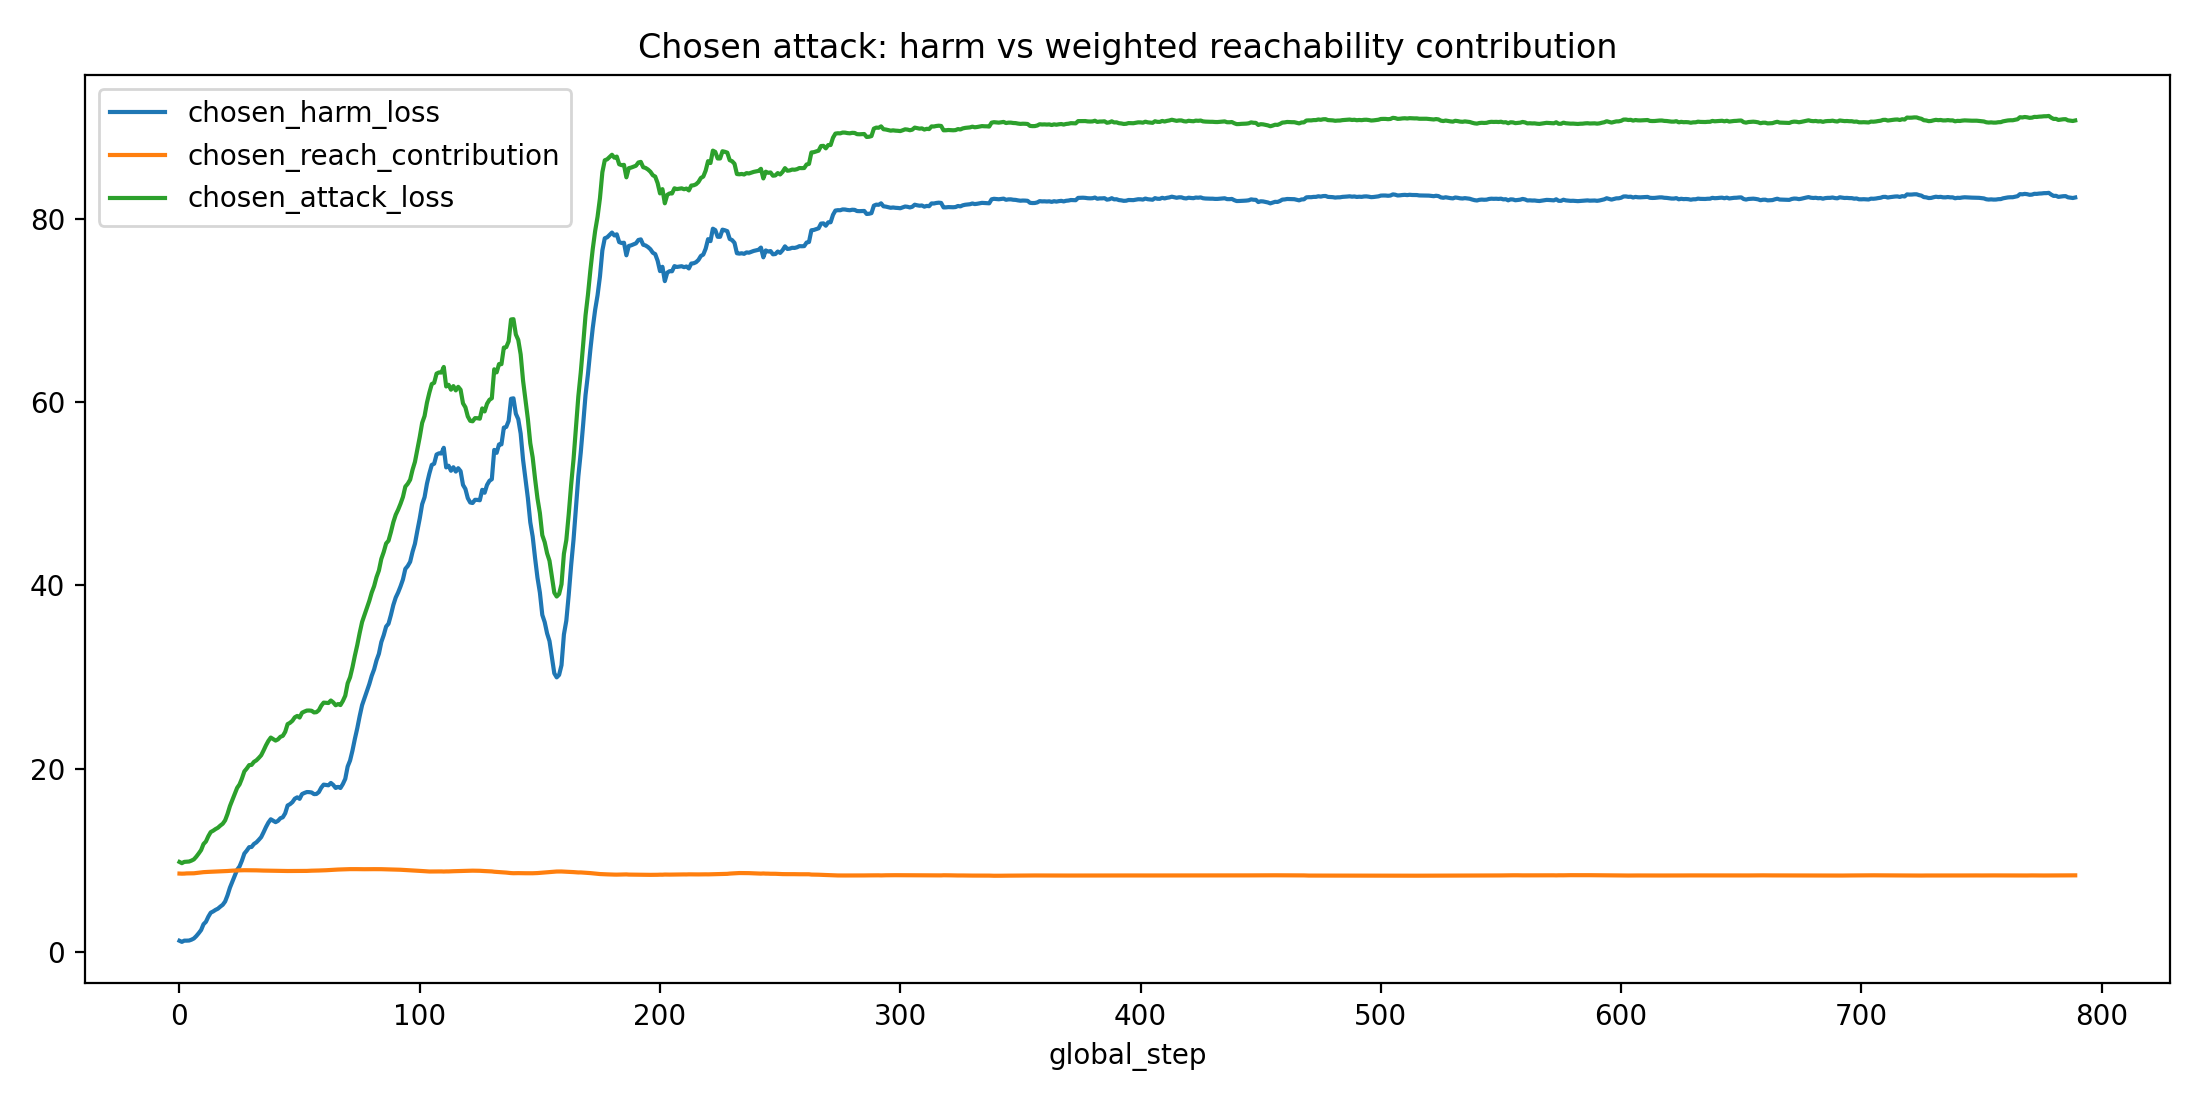 Chosen attack: harm vs weighted reachability contribution
chosen_harm_loss
chosen_reach_contribution
chosen_attack_loss
80
60
40
20
0
0 100 200 300 400 500 600 700 800
global_step